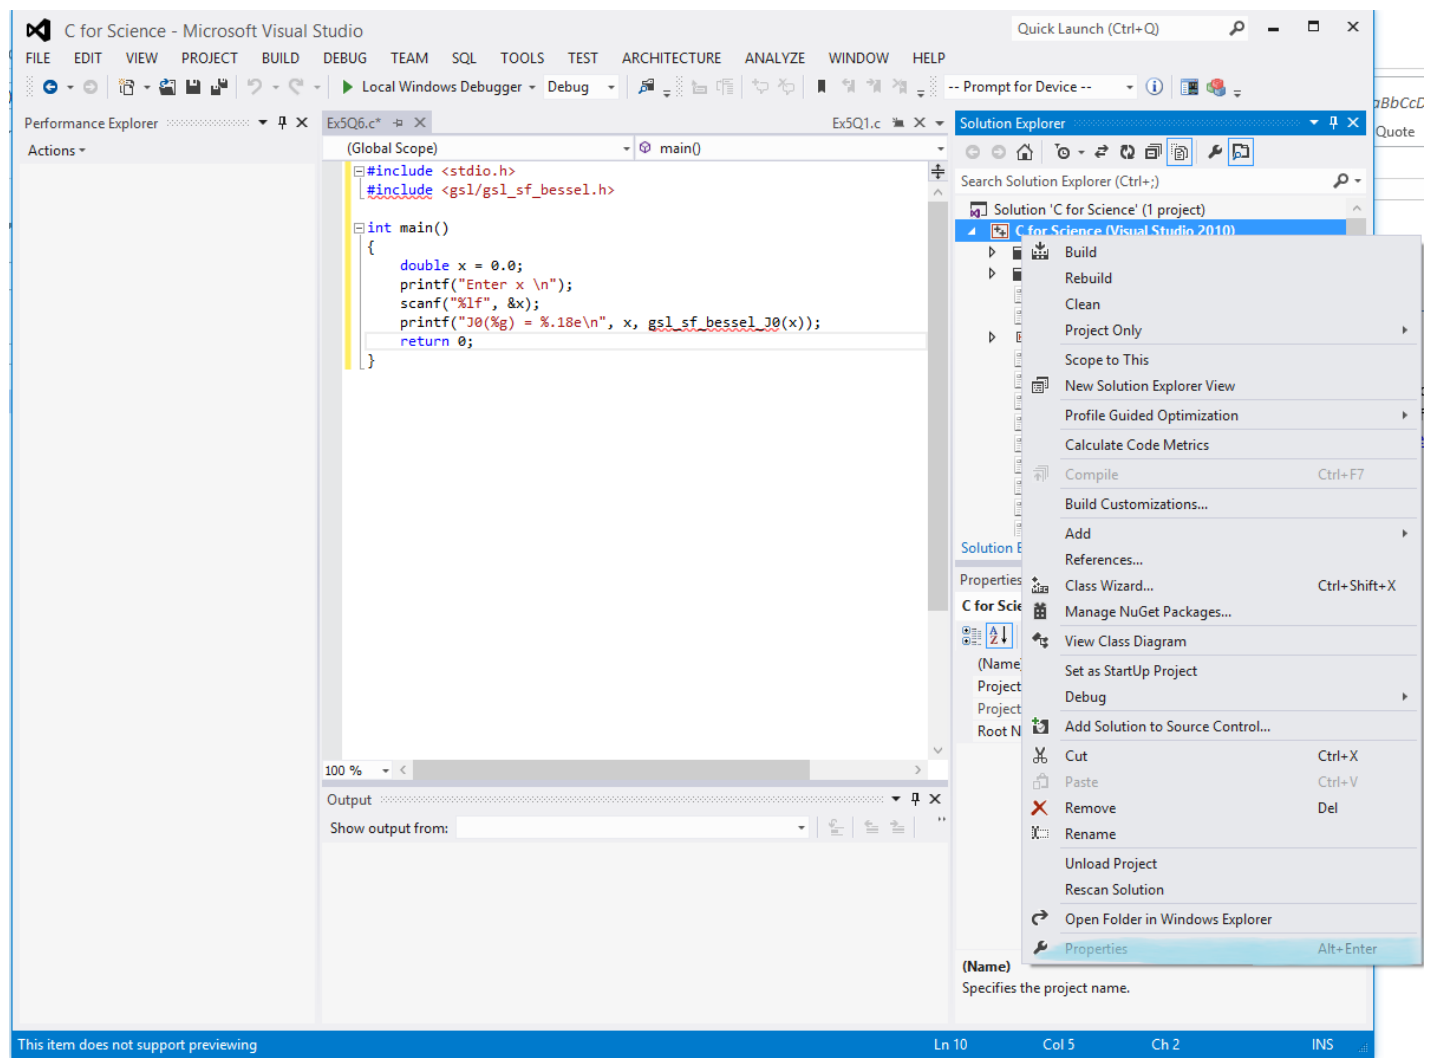 C for Science - Microsoft Visual Studio
Quick Launch (Ctrl+Q)
FILE EDIT VIEW PROJECT BUILD DEBUG TEAM SQL TOOLS TEST ARCHITECTURE ANALYZE WINDOW HELP
Local Windows Debugger Debug -- Prompt for Device --
aBbCcD
Quote
Performance Explorer
Actions
Ex5Q6.c* Ex5Q1.c
(Global Scope) main()
#include <stdio.h>
#include <gsl/gsl_sf_bessel.h>
int main()
{
double x = 0.0;
printf("Enter x \n");
scanf("%lf", &x);
printf("J0(%g) = %.18e\n", x, gsl_sf_bessel_J0(x));
return 0;
}
100 %
Output
Show output from:
Solution Explorer
Search Solution Explorer (Ctrl+;)
Solution 'C for Science' (1 project)
C for Science (Visual Studio 2010)
Build
Rebuild
Clean
Project Only
Scope to This
New Solution Explorer View
Profile Guided Optimization
Calculate Code Metrics
Compile Ctrl+F7
Build Customizations...
Add
References...
Class Wizard... Ctrl+Shift+X
Manage NuGet Packages...
View Class Diagram
Set as StartUp Project
Debug
Add Solution to Source Control...
Cut Ctrl+X
Paste Ctrl+V
Remove Del
Rename
Unload Project
Rescan Solution
Open Folder in Windows Explorer
Properties Alt+Enter
Solution E
Properties
C for Scie
(Name
Project
Project
Root N
(Name)
Specifies the project name.
This item does not support previewing Ln 10 Col 5 Ch 2 INS